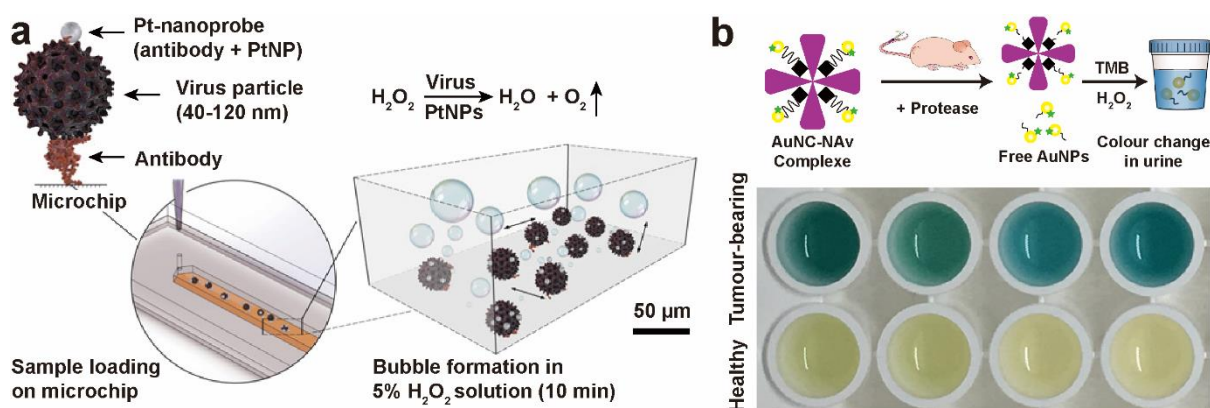 a
Pt-nanoprobe
(antibody + PtNP)
Virus particle
(40-120 nm)
Antibody
Microchip
H₂O₂ Virus PtNPs H₂O + O₂
Sample loading
on microchip
Bubble formation in
5% H₂O₂ solution (10 min)
50 µm
b
AuNC-NAv
Complexe
+ Protease
Free AuNPs
TMB
H₂O₂
Colour change
in urine
Tumour-bearing
Healthy